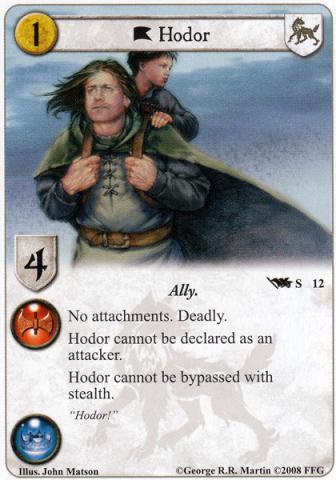 1
Hodor
4
Ally.
S 12
No attachments. Deadly.
Hodor cannot be declared as an
attacker.
Hodor cannot be bypassed with
stealth.
“Hodor!”
Illus. John Matson
©George R.R. Martin ©2008 FFG